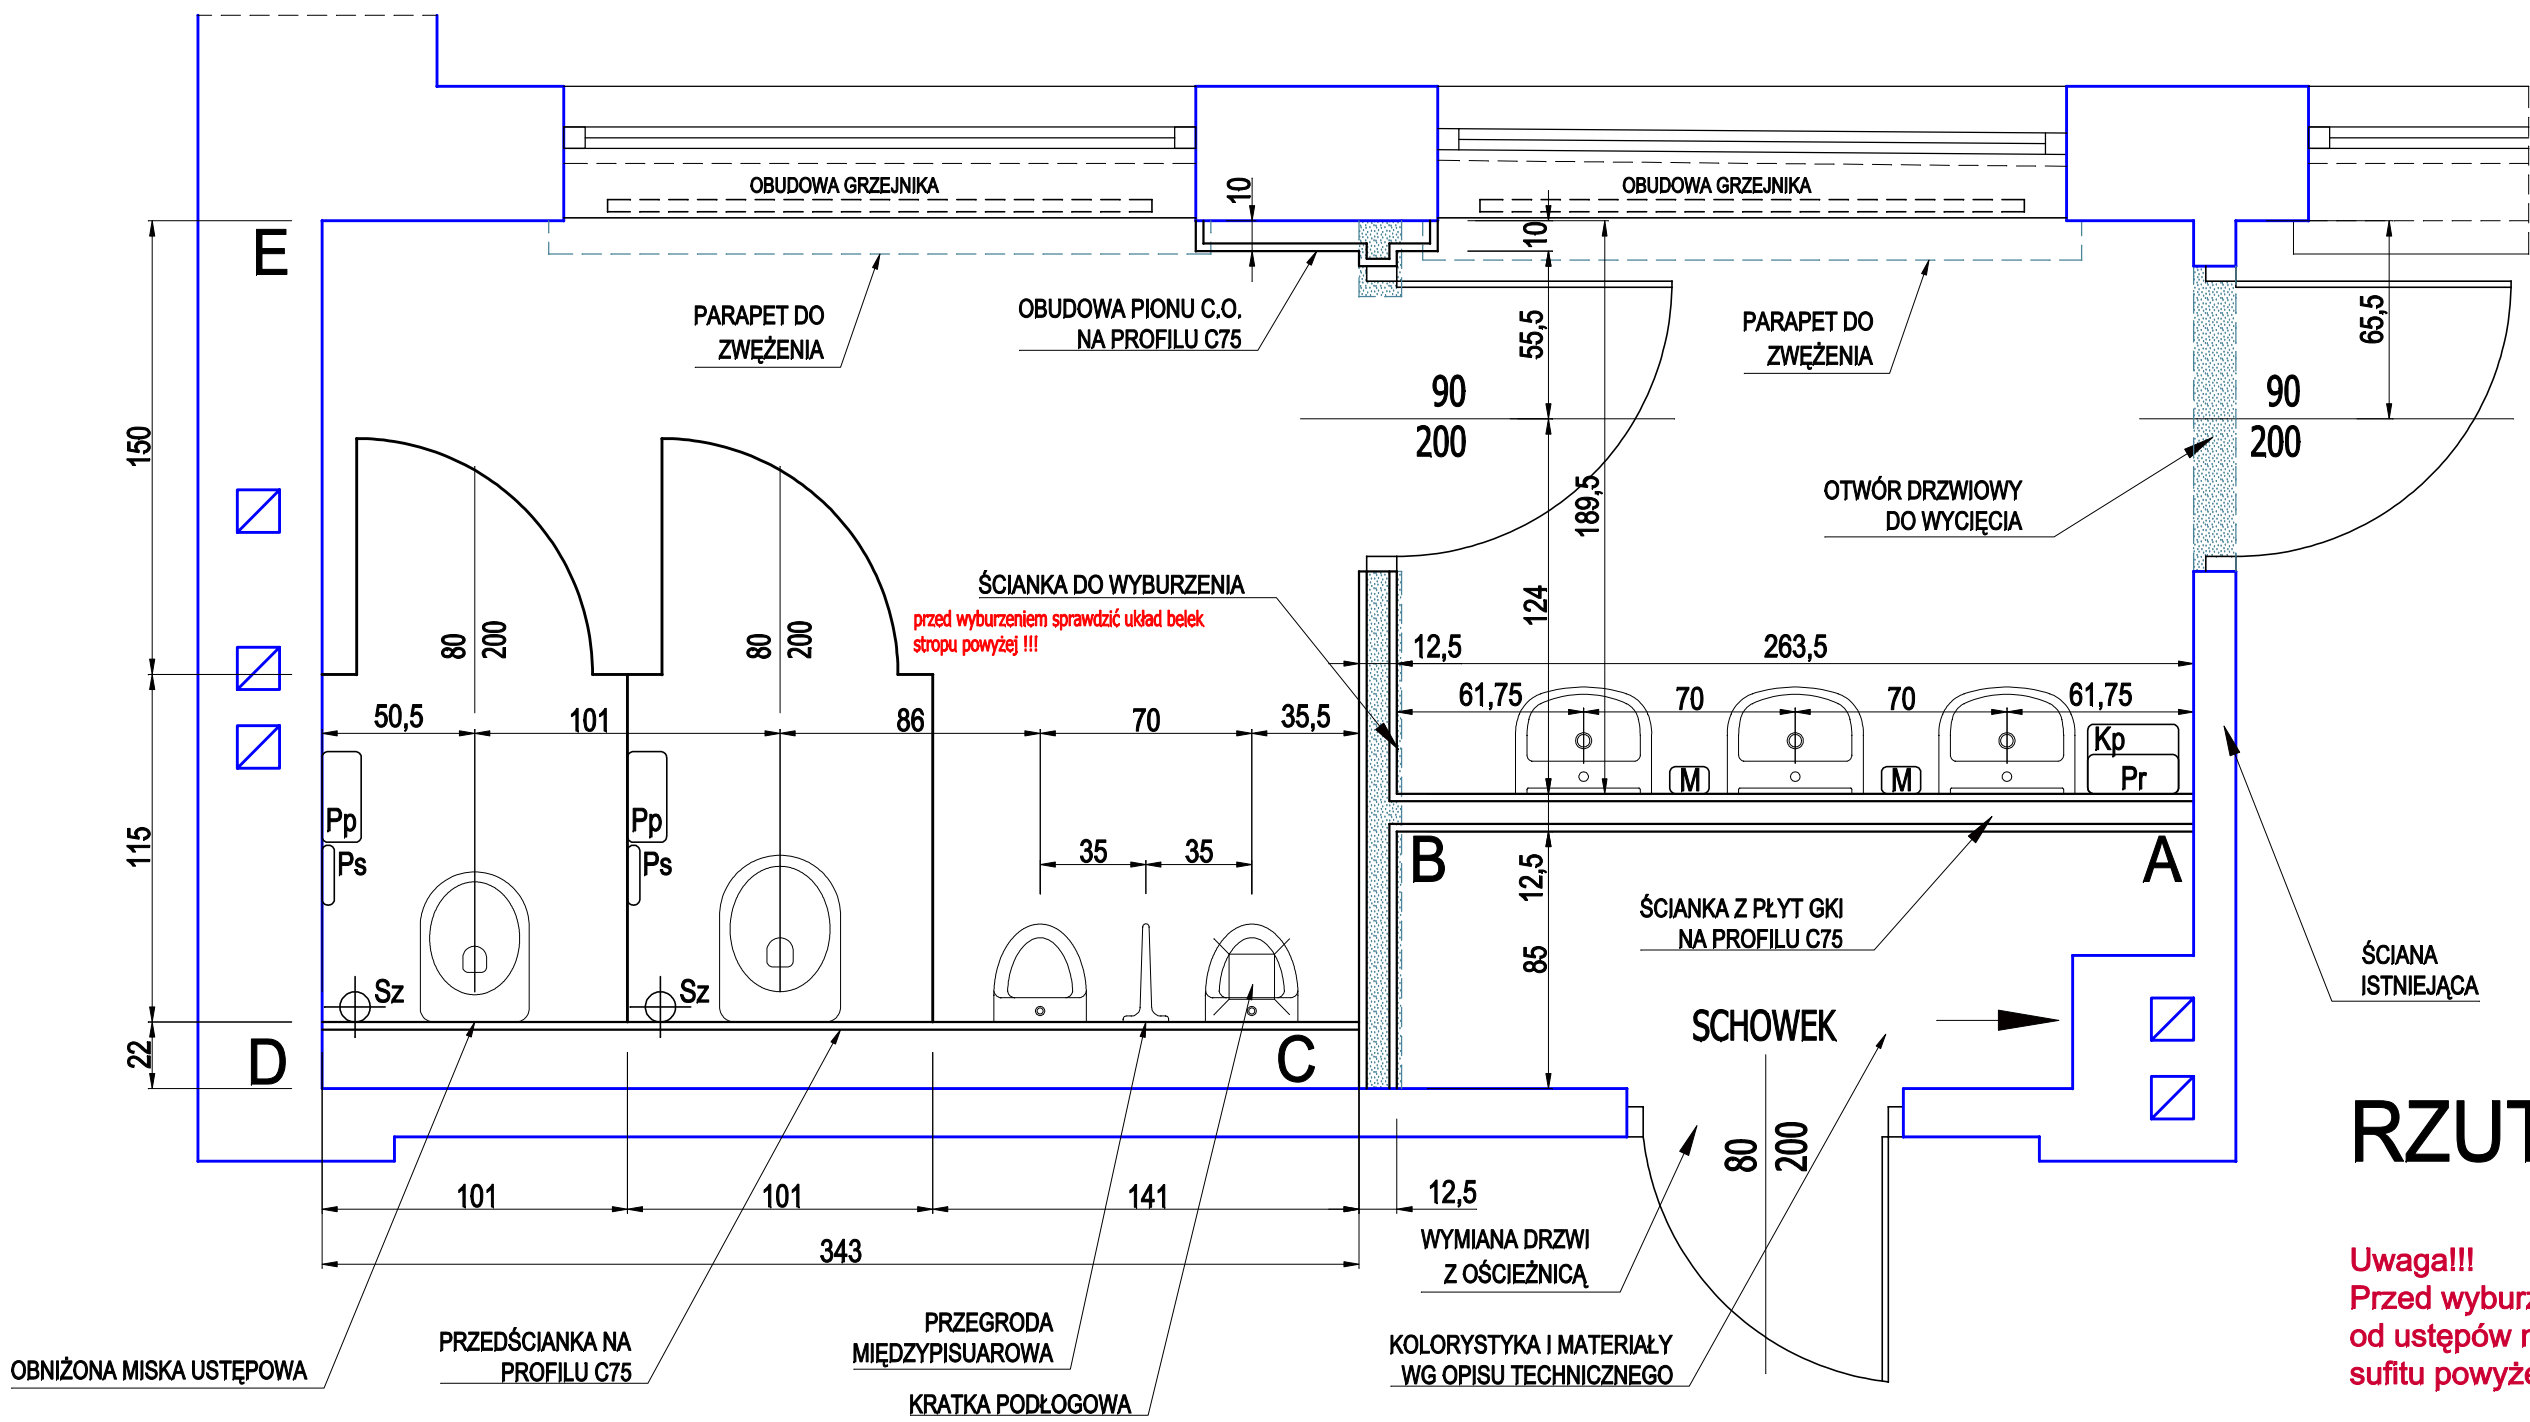 OBUDOWA GRZEJNIKA
10
OBUDOWA GRZEJNIKA
E
10
PARAPET DO
ZWĘŻENIA
OBUDOWA PIONU C.O.
NA PROFILU C75
55,5
PARAPET DO
ZWĘŻENIA
65,5
90
200
90
200
150
189,5
OTWÓR DRZWIOWY
DO WYCIĘCIA
ŚCIANKA DO WYBURZENIA
przed wyburzeniem sprawdzić układ belek
stropu powyżej !!!
124
80
200
80
200
12,5
263,5
50,5
101
86
70
35,5
61,75
70
70
61,75
Kp
Pr
M
M
Pp
Pp
Ps
Ps
115
35
35
B
A
12,5
ŚCIANKA Z PŁYT GKI
NA PROFILU C75
85
ŚCIANA
ISTNIEJĄCA
Sz
Sz
SCHOWEK
22
D
C
RZUT
80
200
101
101
141
12,5
343
WYMIANA DRZWI
Z OŚCIEŻNICĄ
Uwaga!!!
Przed wyburz
od ustępów
sufitu powyże
OBNIŻONA MISKA USTĘPOWA
PRZEDŚCIANKA NA
PROFILU C75
PRZEGRODA
MIĘDZYPISUAROWA
KRATKA PODŁOGOWA
KOLORYSTYKA I MATERIAŁY
WG OPISU TECHNICZNEGO